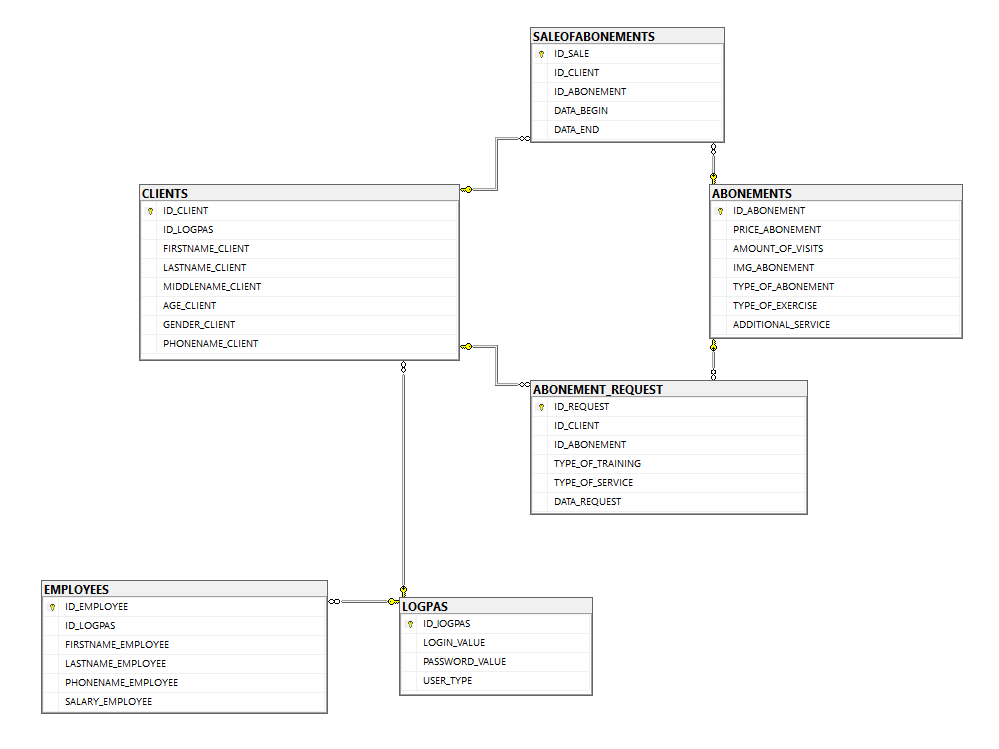 SALEOFABONEMENTS
ID_SALE
ID_CLIENT
ID_ABONEMENT
DATA_BEGIN
DATA_END
CLIENTS
ID_CLIENT
ID_LOGPAS
FIRSTNAME_CLIENT
LASTNAME_CLIENT
MIDDLENAME_CLIENT
AGE_CLIENT
GENDER_CLIENT
PHONENAME_CLIENT
ABONEMENTS
ID_ABONEMENT
PRICE_ABONEMENT
AMOUNT_OF_VISITS
IMG_ABONEMENT
TYPE_OF_ABONEMENT
TYPE_OF_EXERCISE
ADDITIONAL_SERVICE
ABONEMENT_REQUEST
ID_REQUEST
ID_CLIENT
ID_ABONEMENT
TYPE_OF_TRAINING
TYPE_OF_SERVICE
DATA_REQUEST
EMPLOYEES
ID_EMPLOYEE
ID_LOGPAS
FIRSTNAME_EMPLOYEE
LASTNAME_EMPLOYEE
PHONENAME_EMPLOYEE
SALARY_EMPLOYEE
LOGPAS
ID_lOGPAS
LOGIN_VALUE
PASSWORD_VALUE
USER_TYPE